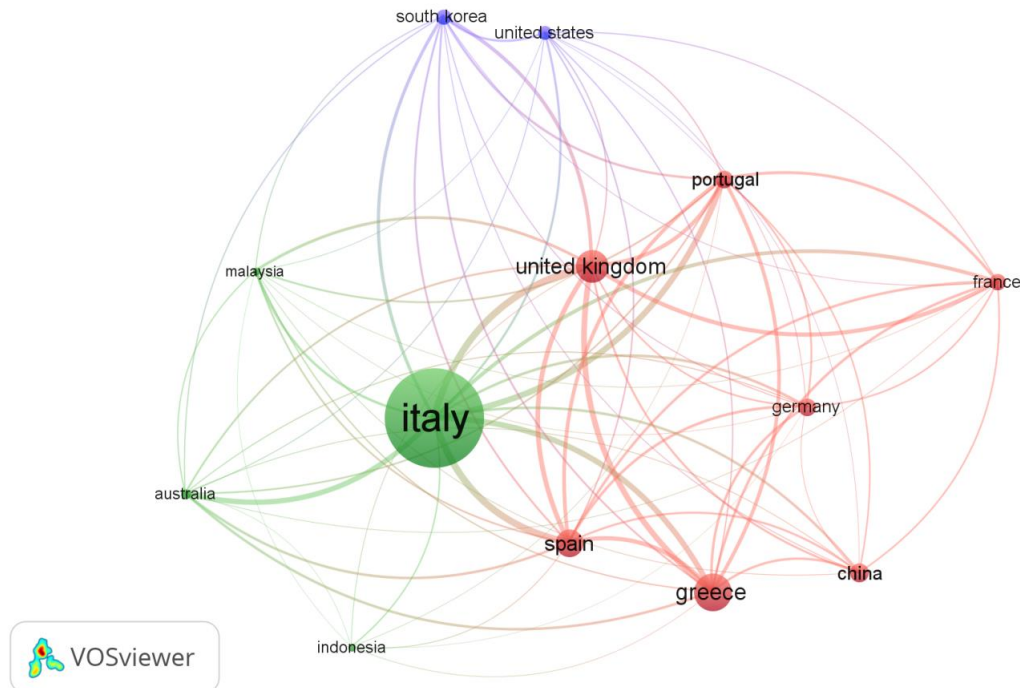 south korea
united states
portugal
united kingdom
malaysia
france
italy
germany
australia
spain
china
greece
indonesia
VOSviewer